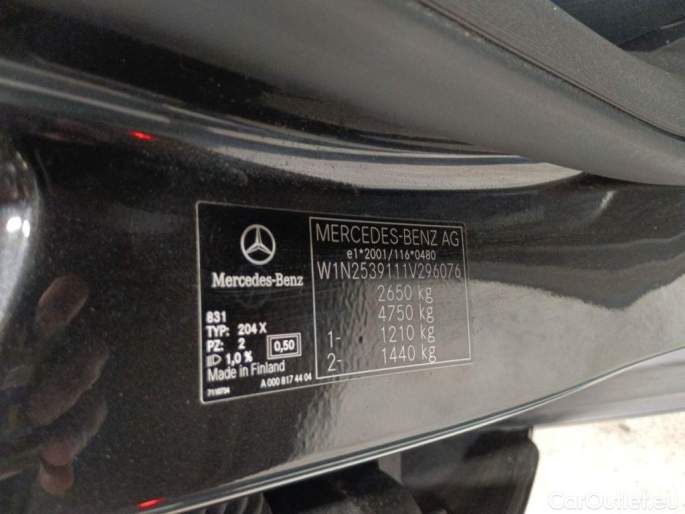 Mercedes-Benz
831
TYP: 204 X
PZ: 2
1,0 % 0,50
Made in Finland
A 000 817 44 04
7119734
MERCEDES-BENZ AG
e1*2001/116*0480
W1N2539111V296076
2650 kg
4750 kg
1- 1210 kg
2- 1440 kg
CarOutlet.eu